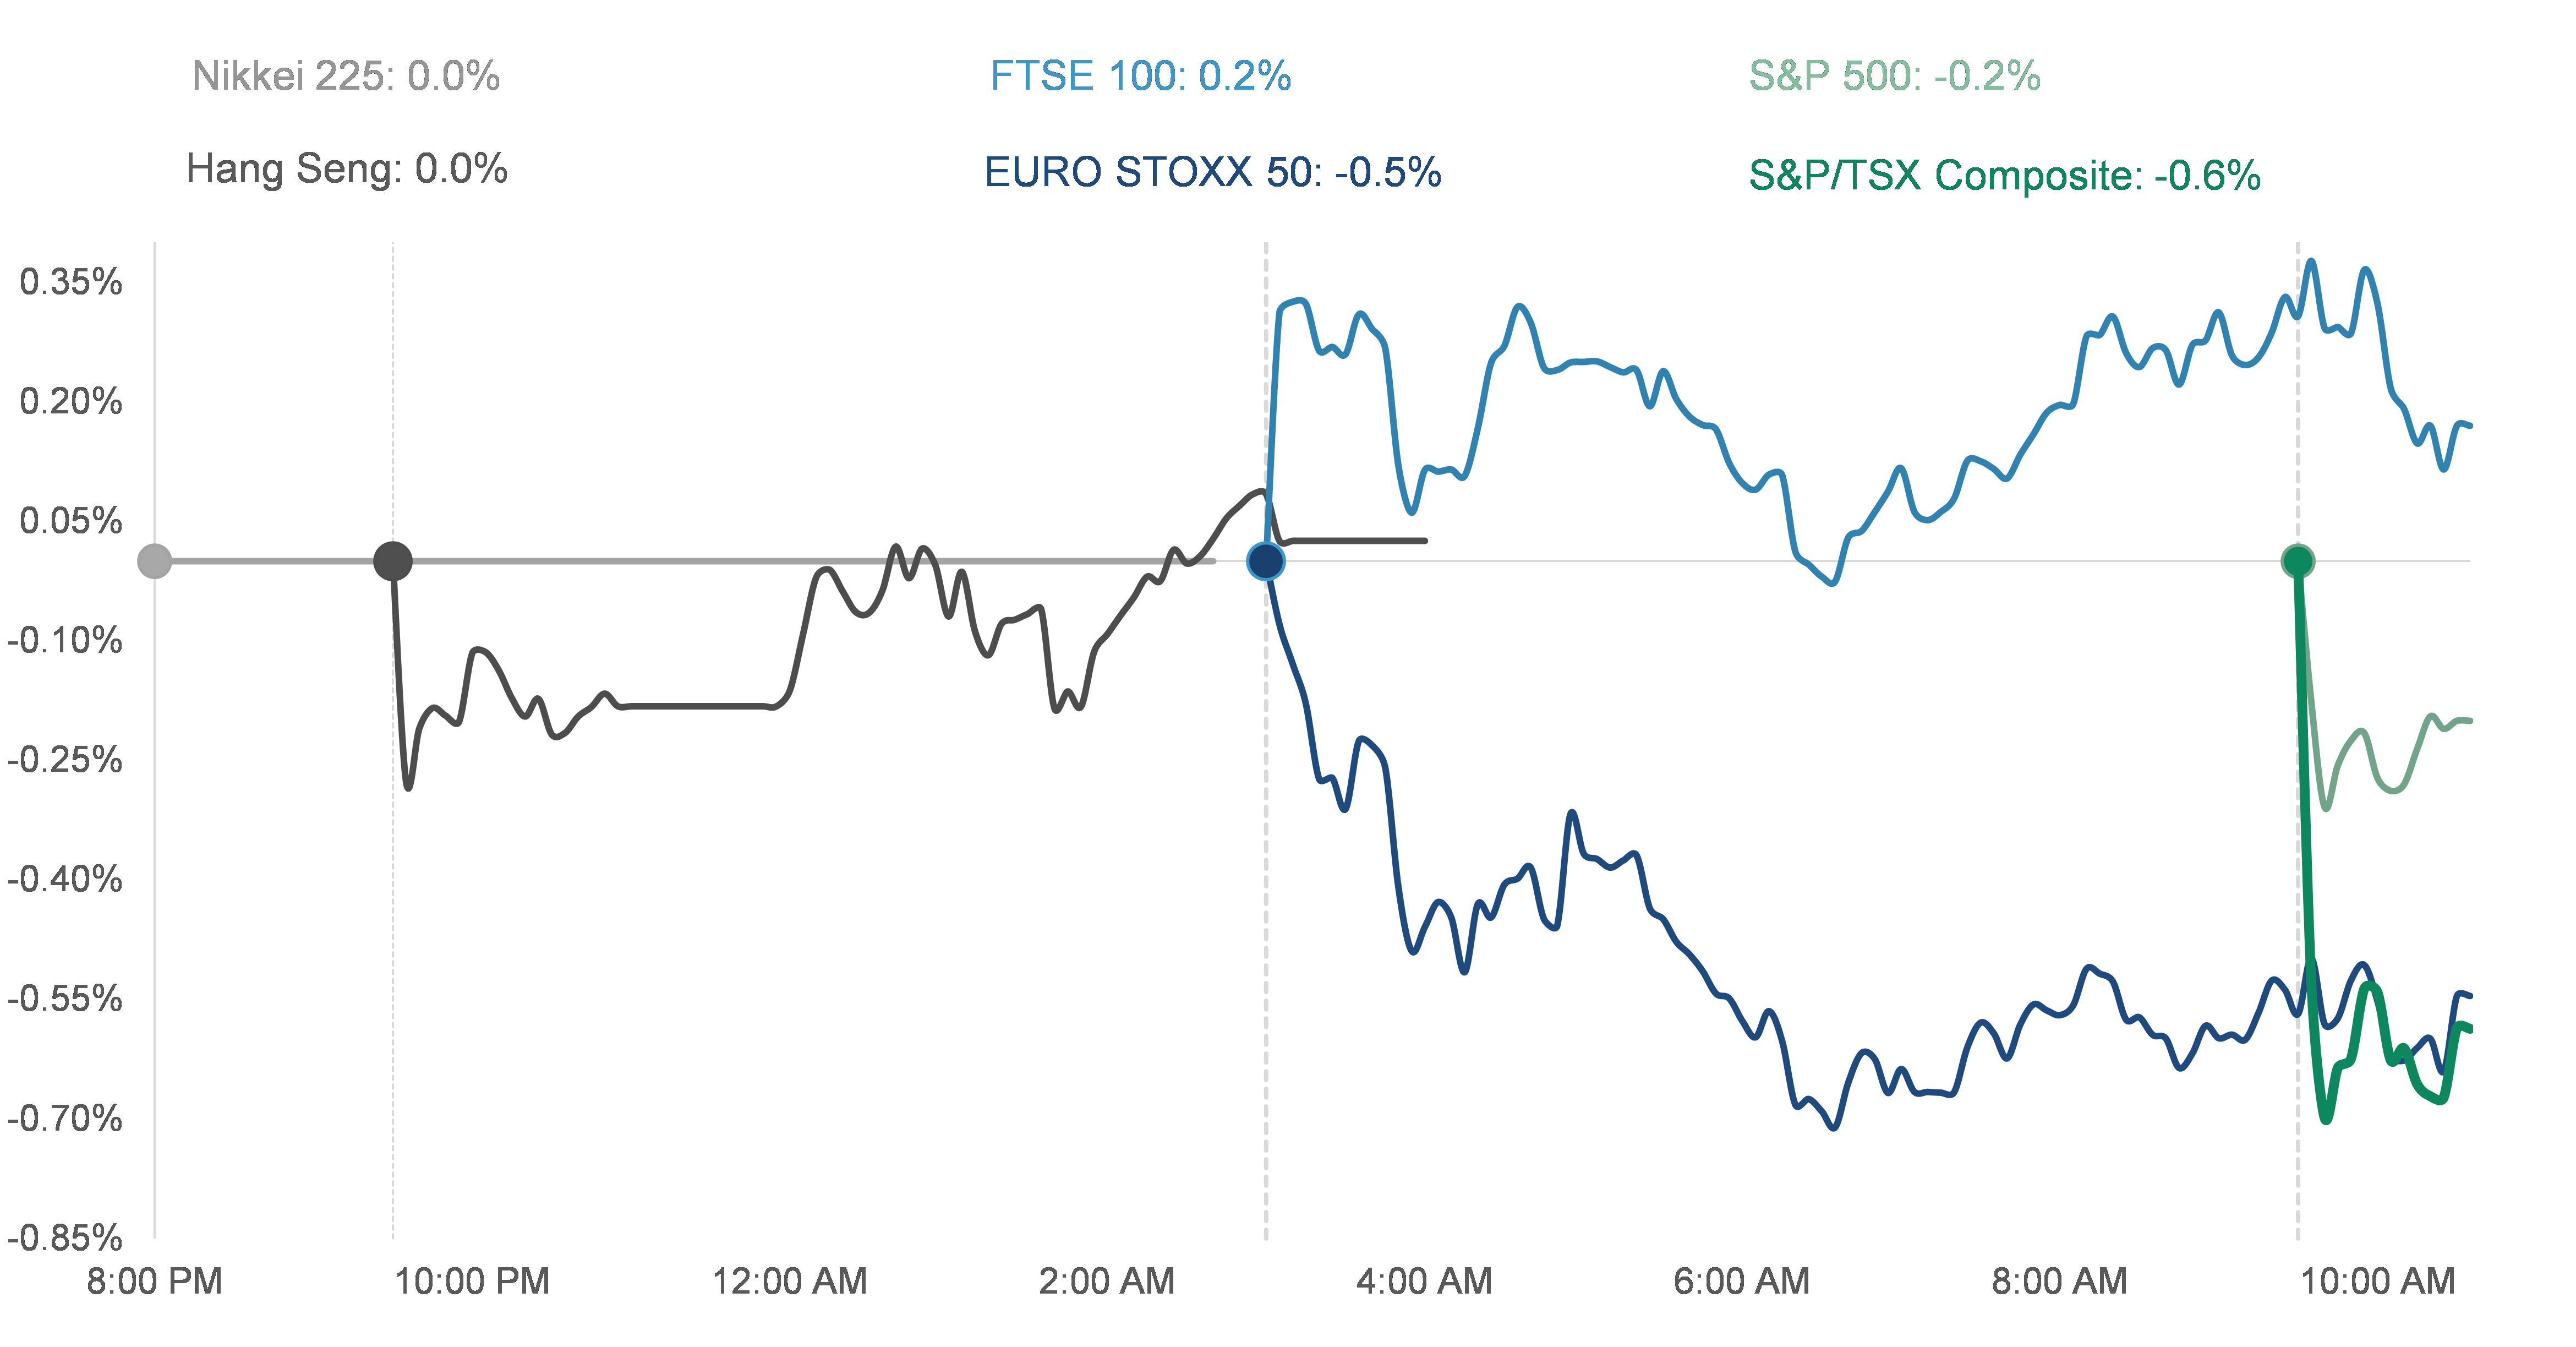 Nikkei 225: 0.0%
FTSE 100: 0.2%
S&P 500: -0.2%
Hang Seng: 0.0%
EURO STOXX 50: -0.5%
S&P/TSX Composite: -0.6%
0.35%
0.20%
0.05%
-0.10%
-0.25%
-0.40%
-0.55%
-0.70%
-0.85%
8:00 PM
10:00 PM
12:00 AM
2:00 AM
4:00 AM
6:00 AM
8:00 AM
10:00 AM